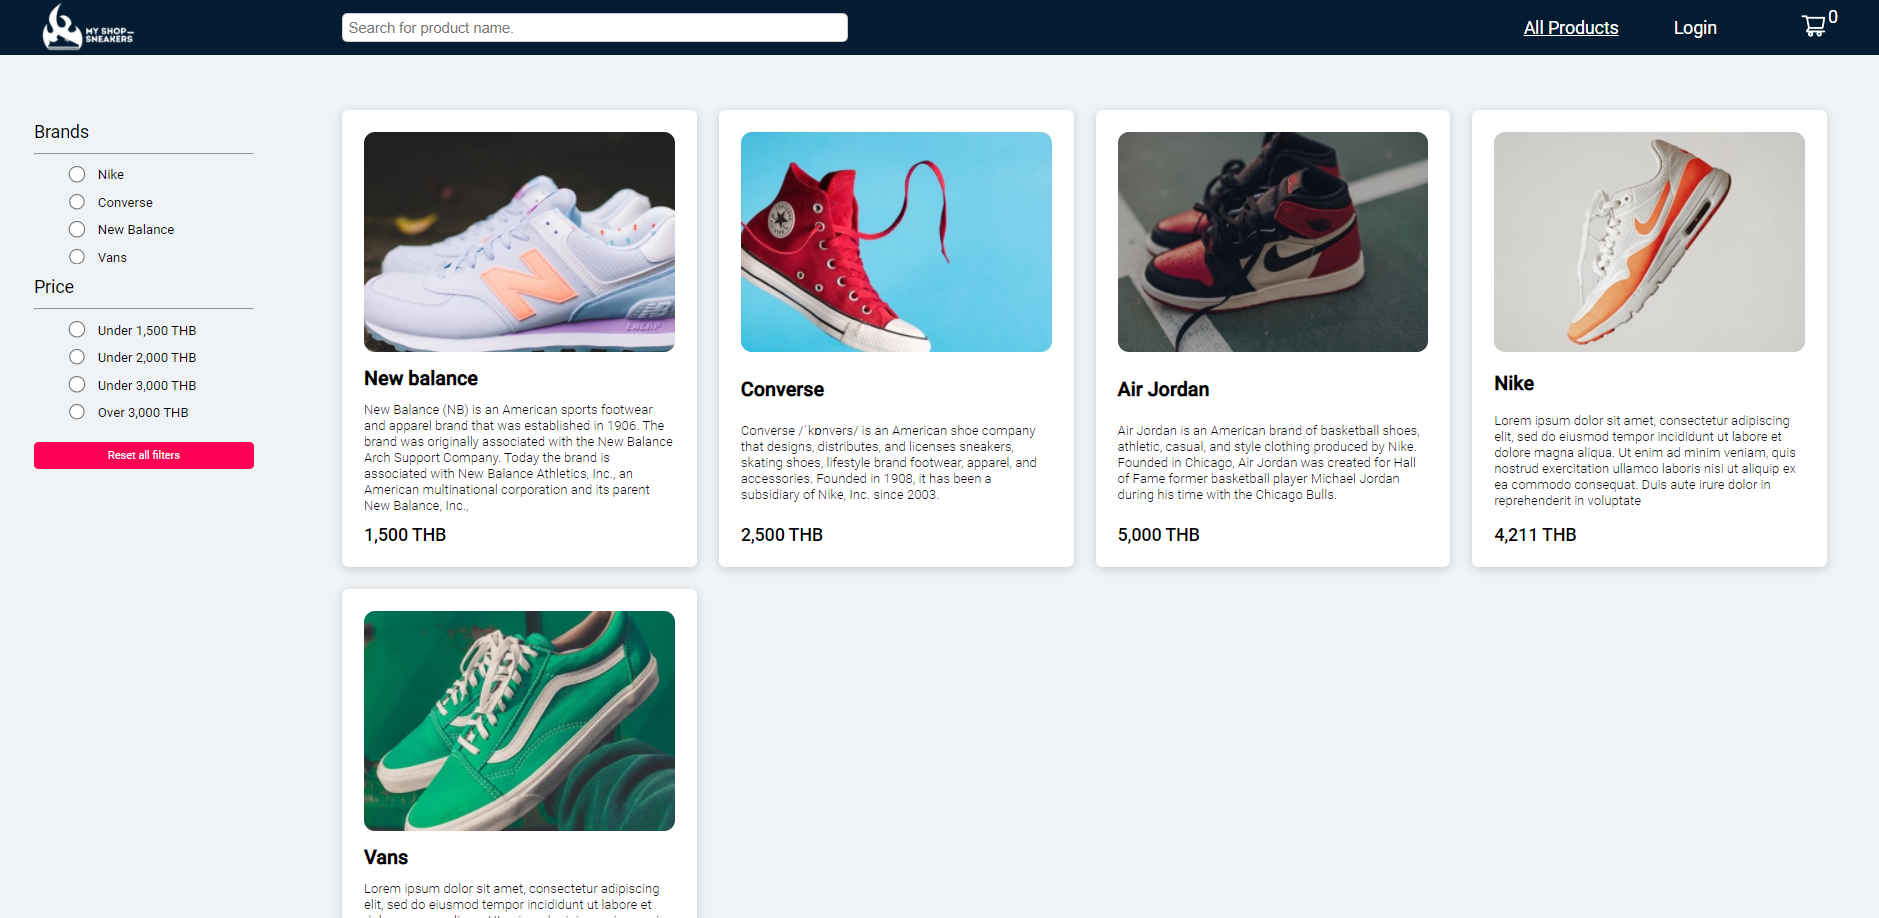 MY SHOP
SNEAKERS
Search for product name.
All Products
Login
0
Brands
Nike
Converse
New Balance
Vans
Price
Under 1,500 THB
Under 2,000 THB
Under 3,000 THB
Over 3,000 THB
Reset all filters
New balance
New Balance (NB) is an American sports footwear
and apparel brand that was established in 1906. The
brand was originally associated with the New Balance
Arch Support Company. Today the brand is
associated with New Balance Athletics, Inc., an
American multinational corporation and its parent
New Balance, Inc.,
1,500 THB
Converse
Converse /ˈkɒnvərs/ is an American shoe company
that designs, distributes, and licenses sneakers,
skating shoes, lifestyle brand footwear, apparel, and
accessories. Founded in 1908, it has been a
subsidiary of Nike, Inc. since 2003.
2,500 THB
Air Jordan
Air Jordan is an American brand of basketball shoes,
athletic, casual, and style clothing produced by Nike.
Founded in Chicago, Air Jordan was created for Hall
of Fame former basketball player Michael Jordan
during his time with the Chicago Bulls.
5,000 THB
Nike
Lorem ipsum dolor sit amet, consectetur adipiscing
elit, sed do eiusmod tempor incididunt ut labore et
dolore magna aliqua. Ut enim ad minim veniam, quis
nostrud exercitation ullamco laboris nisi ut aliquip ex
ea commodo consequat. Duis aute irure dolor in
reprehenderit in voluptate
4,211 THB
Vans
Lorem ipsum dolor sit amet, consectetur adipiscing
elit, sed do eiusmod tempor incididunt ut labore et